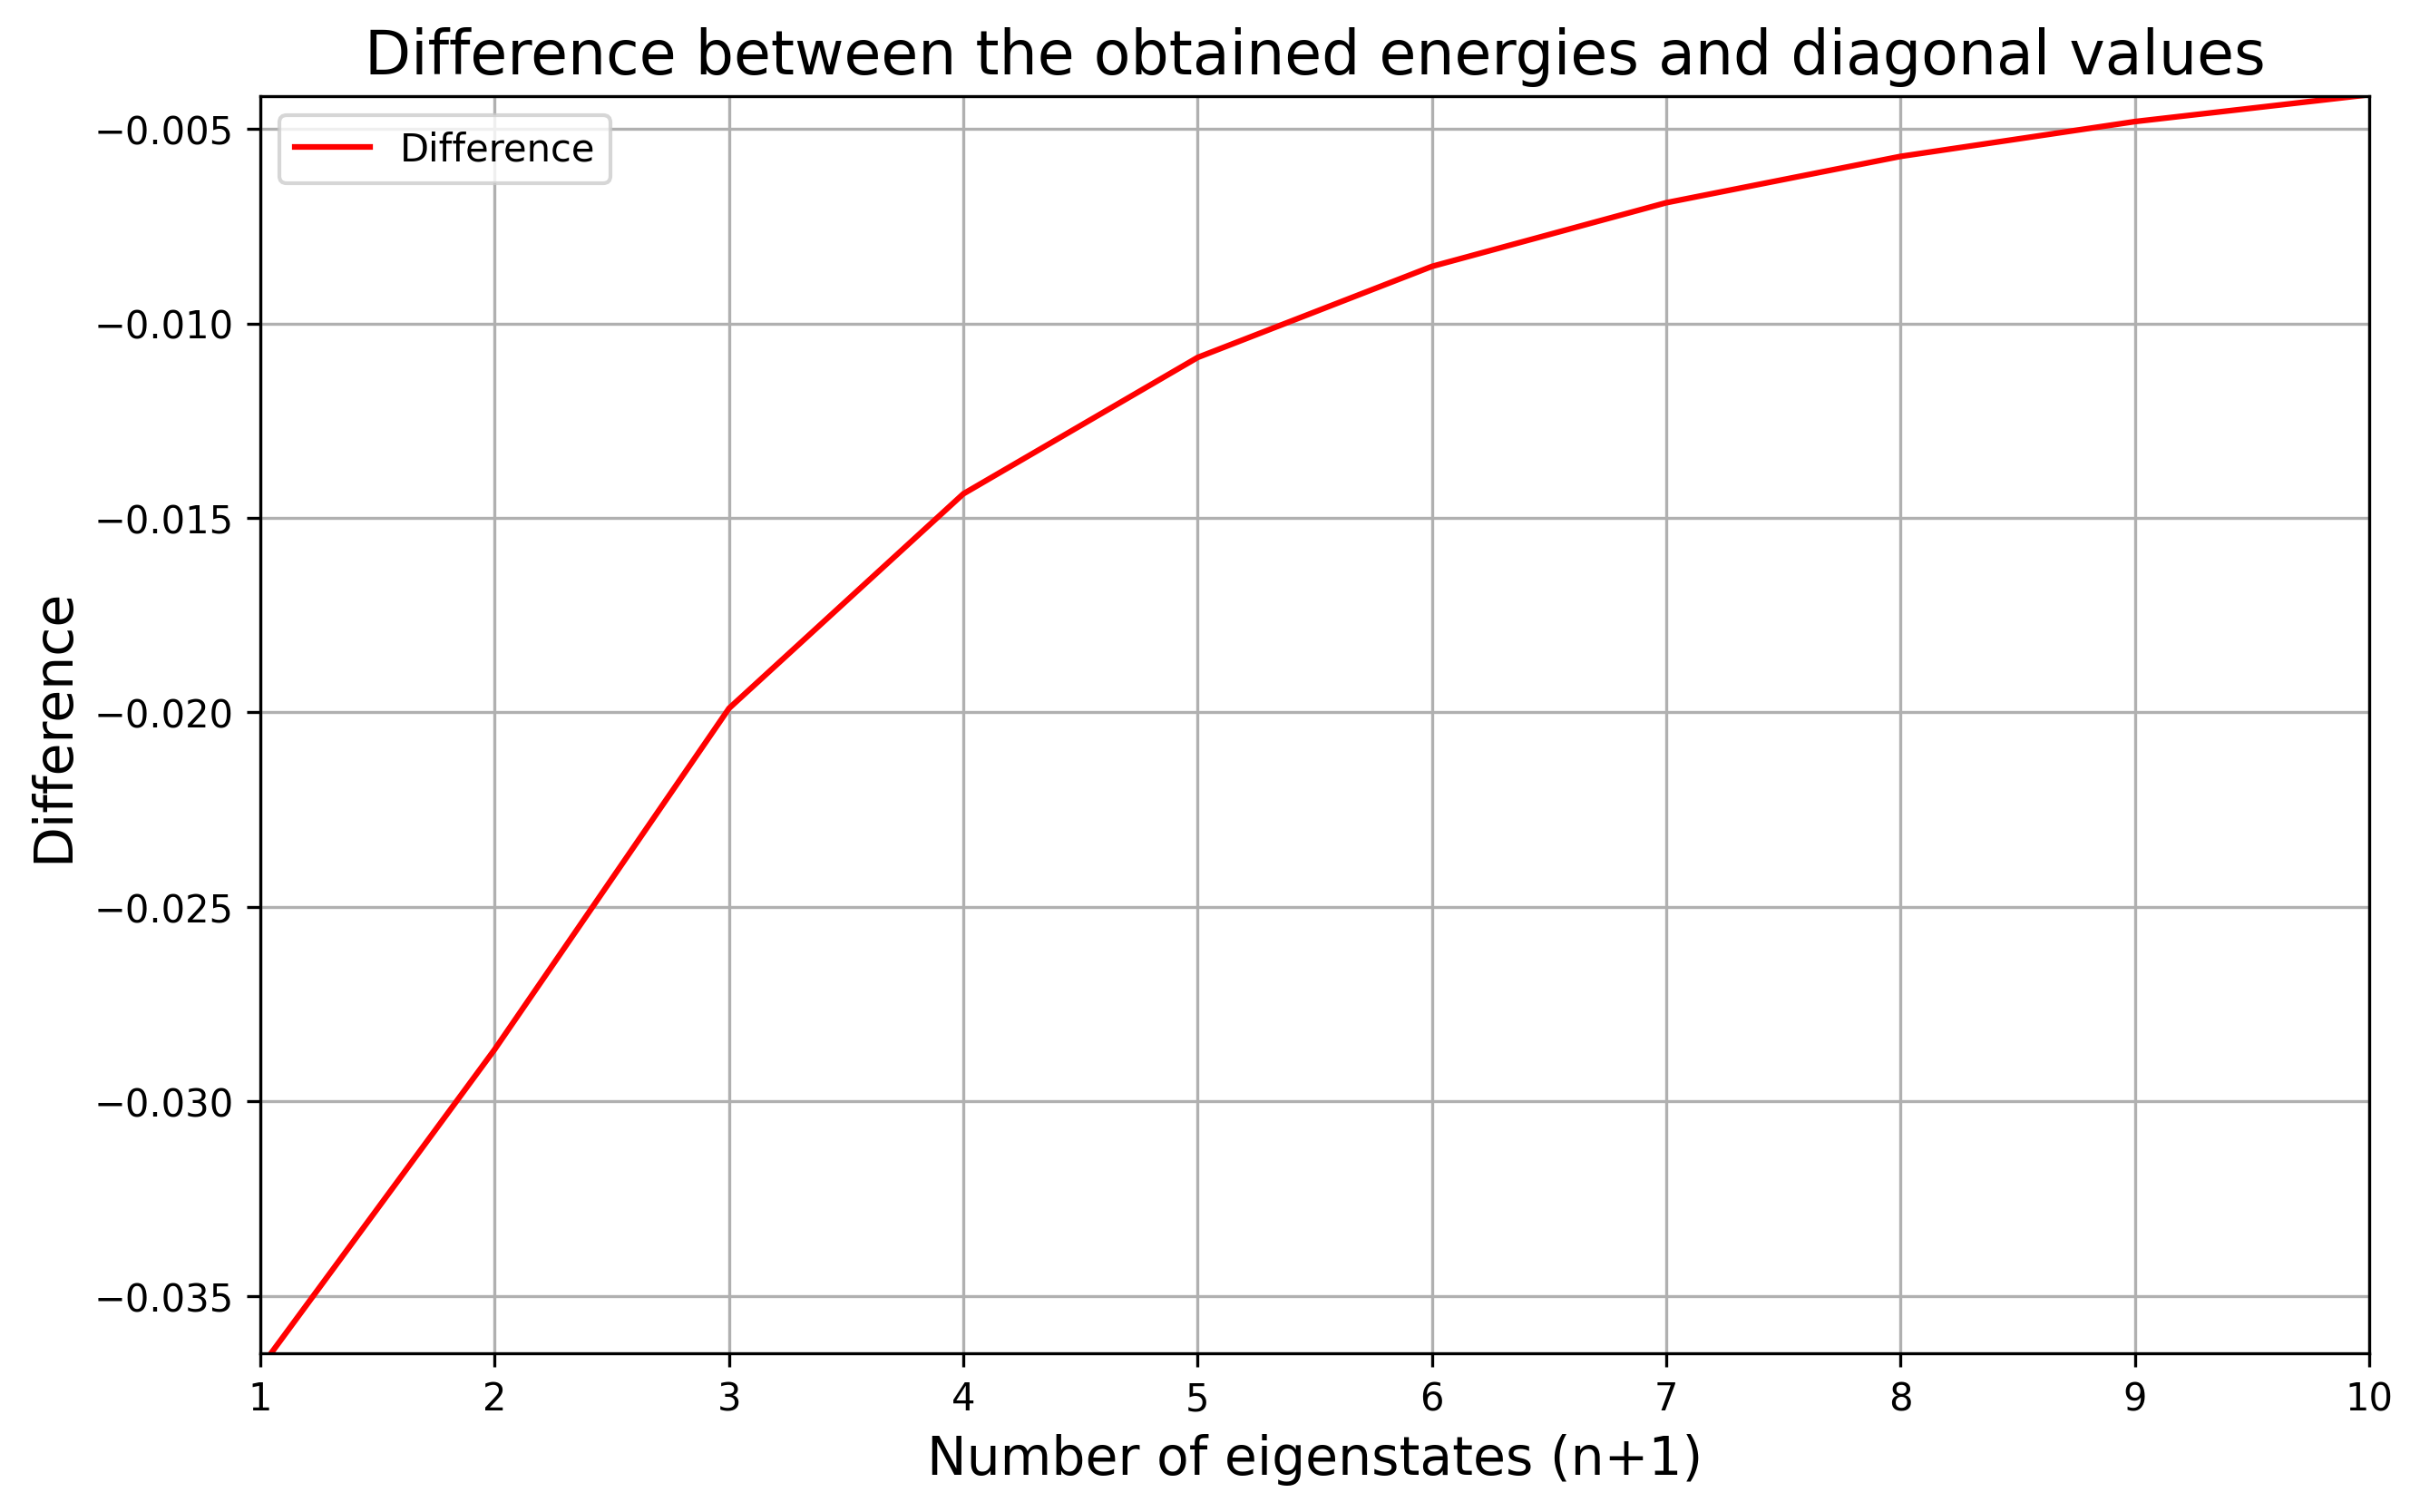 Difference between the obtained energies and diagonal values
Difference
−0.005
−0.010
−0.015
−0.020
−0.025
−0.030
−0.035
Difference
1 2 3 4 5 6 7 8 9 10
Number of eigenstates (n+1)